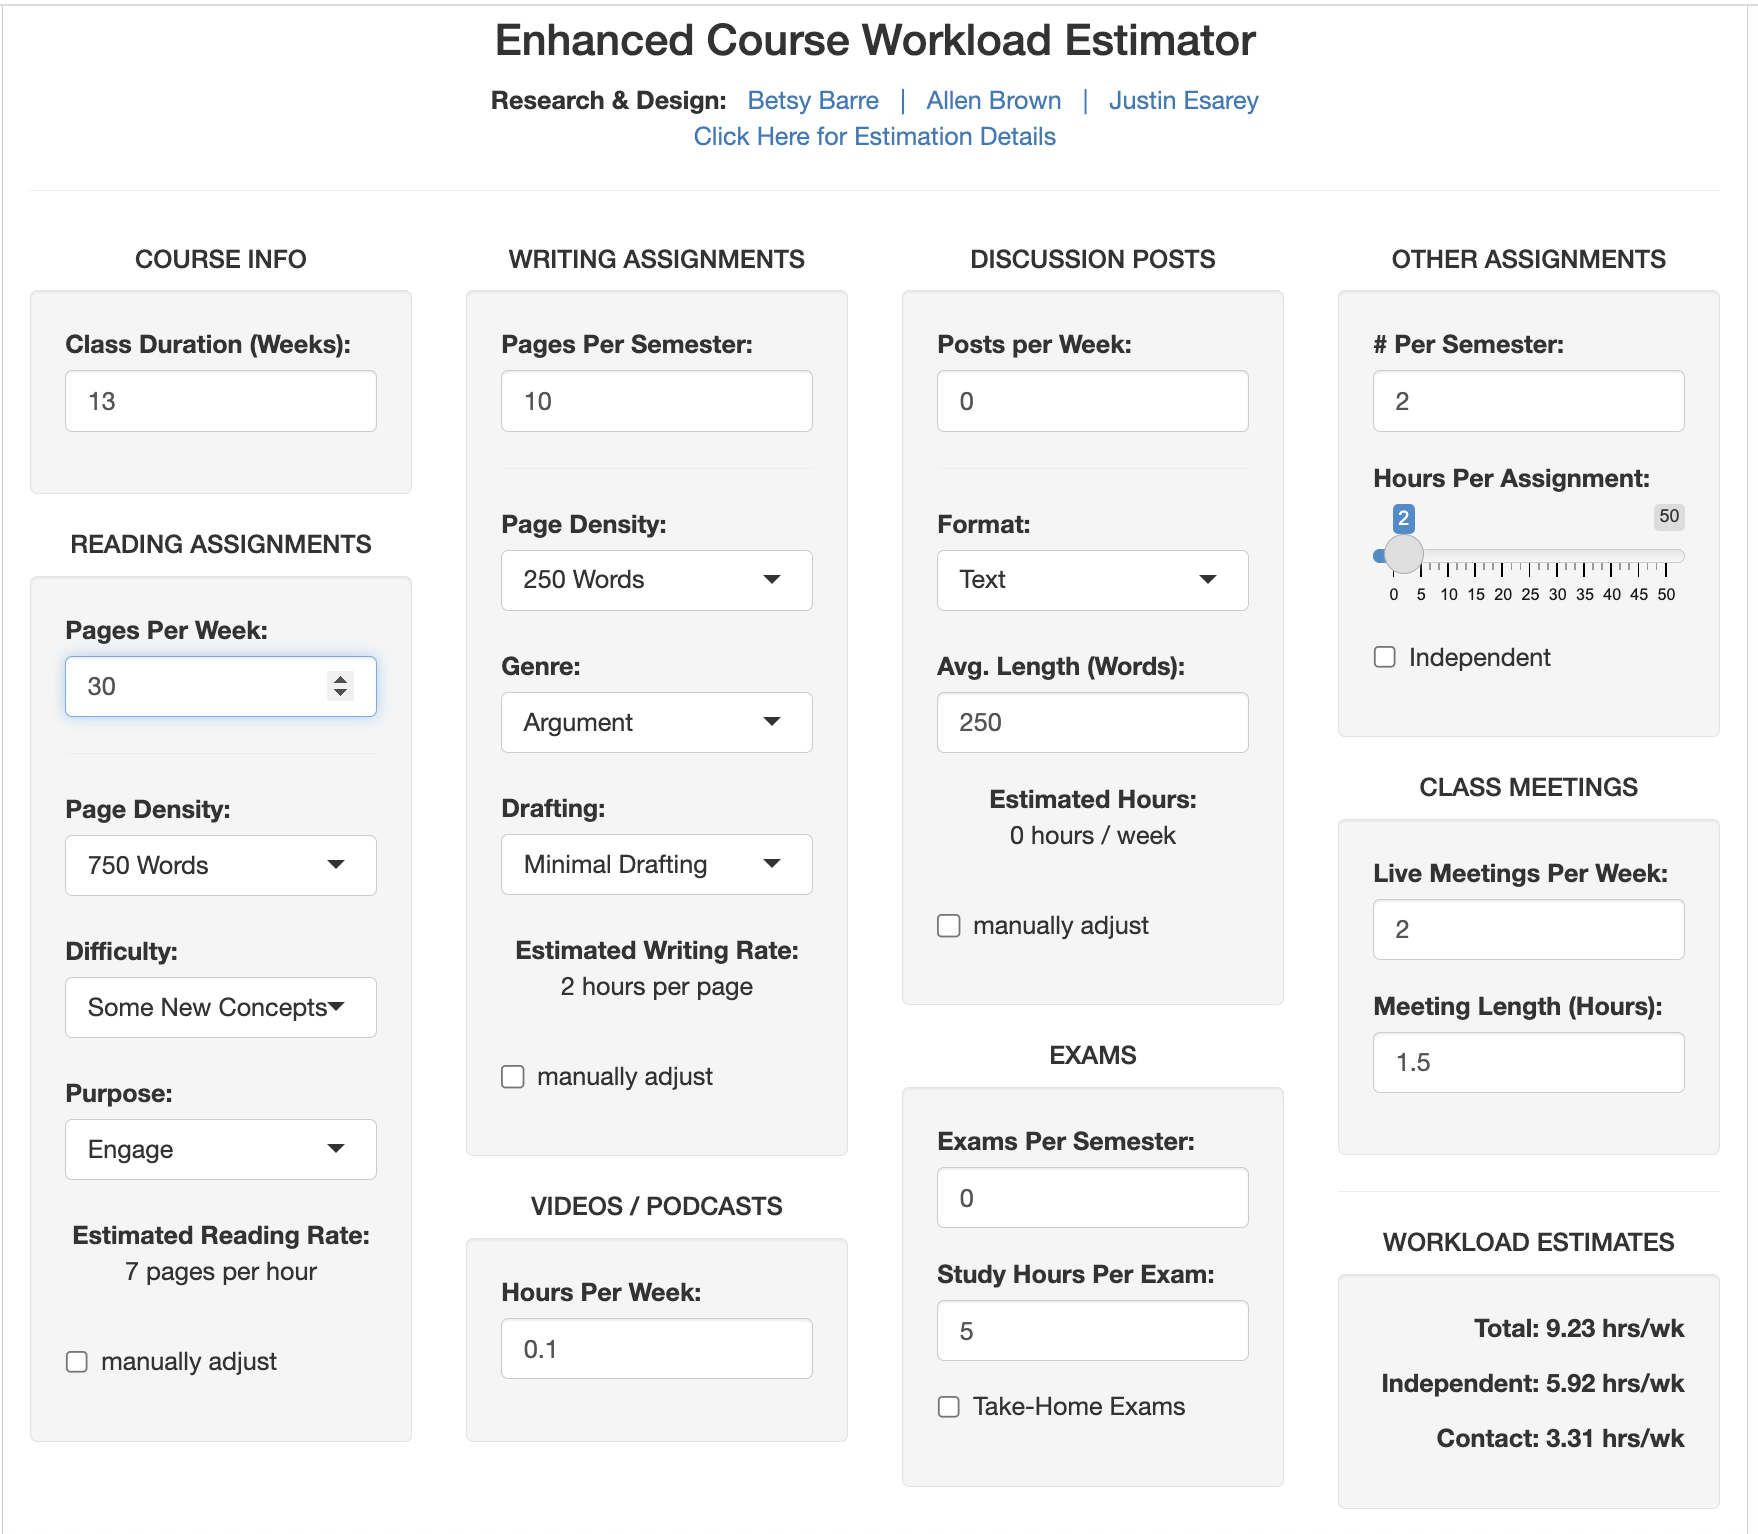 Enhanced Course Workload Estimator
Research & Design: Betsy Barre | Allen Brown | Justin Esarey
Click Here for Estimation Details
COURSE INFO
Class Duration (Weeks):
13
READING ASSIGNMENTS
Pages Per Week:
30
Page Density:
750 Words
Difficulty:
Some New Concepts
Purpose:
Engage
Estimated Reading Rate:
7 pages per hour
manually adjust
WRITING ASSIGNMENTS
Pages Per Semester:
10
Page Density:
250 Words
Genre:
Argument
Drafting:
Minimal Drafting
Estimated Writing Rate:
2 hours per page
manually adjust
VIDEOS / PODCASTS
Hours Per Week:
0.1
DISCUSSION POSTS
Posts per Week:
0
Format:
Text
Avg. Length (Words):
250
Estimated Hours:
0 hours / week
manually adjust
EXAMS
Exams Per Semester:
0
Study Hours Per Exam:
5
Take-Home Exams
OTHER ASSIGNMENTS
# Per Semester:
2
Hours Per Assignment:
2 50
0 5 10 15 20 25 30 35 40 45 50
Independent
CLASS MEETINGS
Live Meetings Per Week:
2
Meeting Length (Hours):
1.5
WORKLOAD ESTIMATES
Total: 9.23 hrs/wk
Independent: 5.92 hrs/wk
Contact: 3.31 hrs/wk